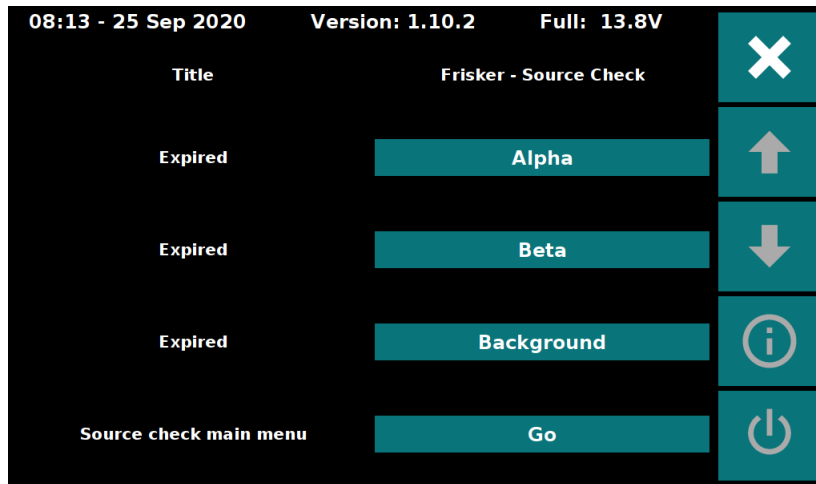 08:13 - 25 Sep 2020 Version: 1.10.2 Full: 13.8V
Title Frisker - Source Check
Expired Alpha
Expired Beta
Expired Background
Source check main menu Go